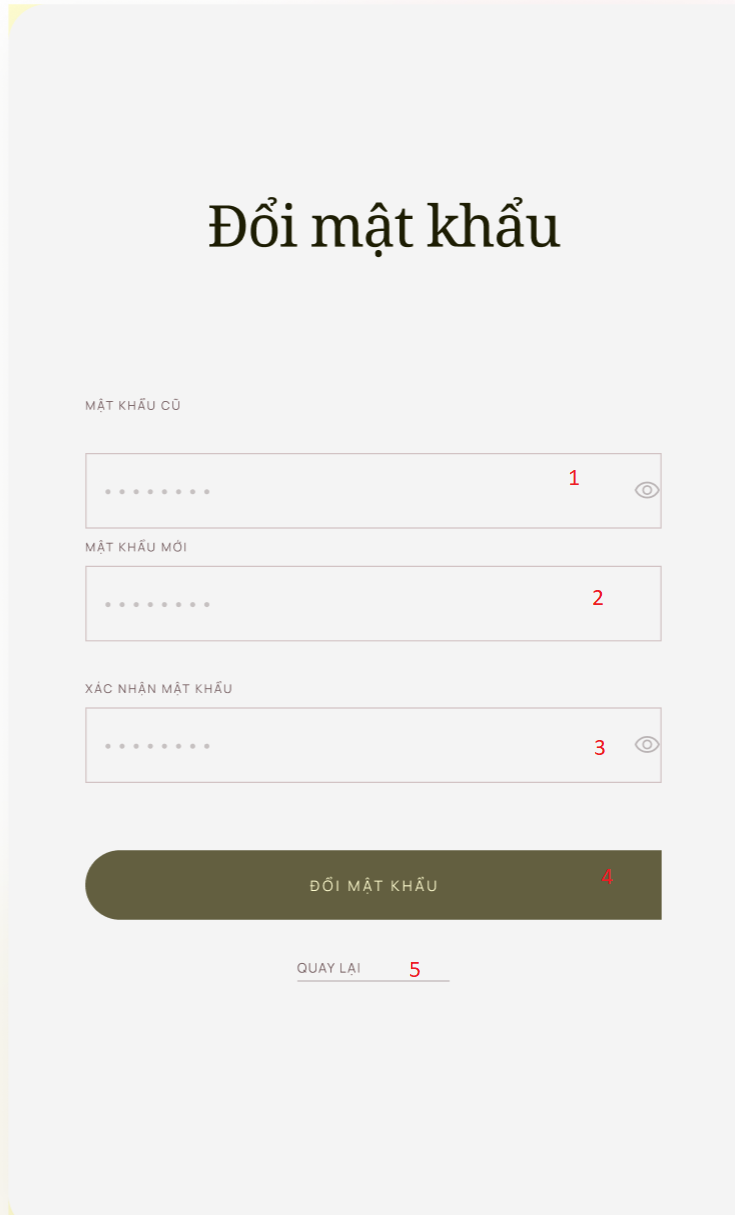 Đổi mật khẩu
MẬT KHẨU CŨ
1
MẬT KHẨU MỚI
2
XÁC NHẬN MẬT KHẨU
3
ĐỔI MẬT KHẨU 4
QUAY LẠI 5